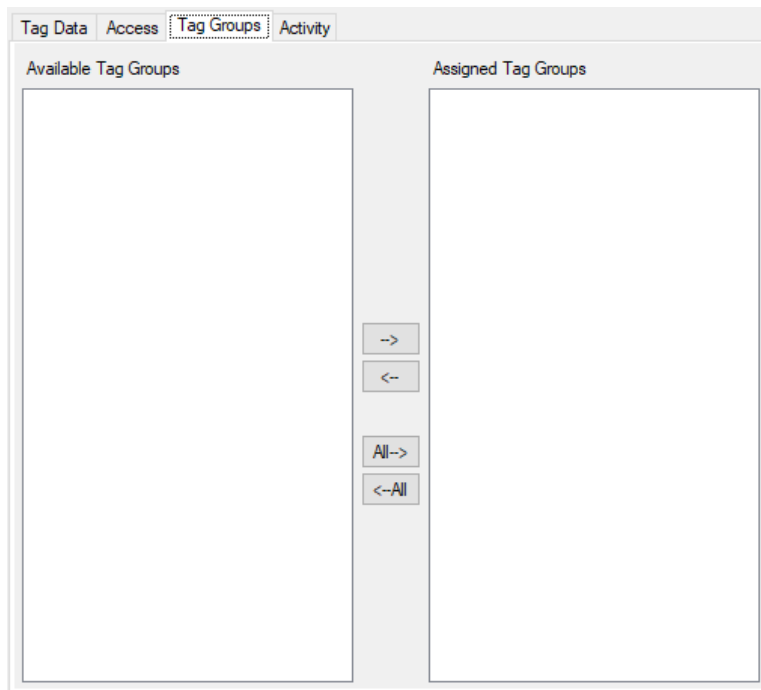 Tag Data Access Tag Groups Activity
Available Tag Groups Assigned Tag Groups
-->
<--
All-->
<--All